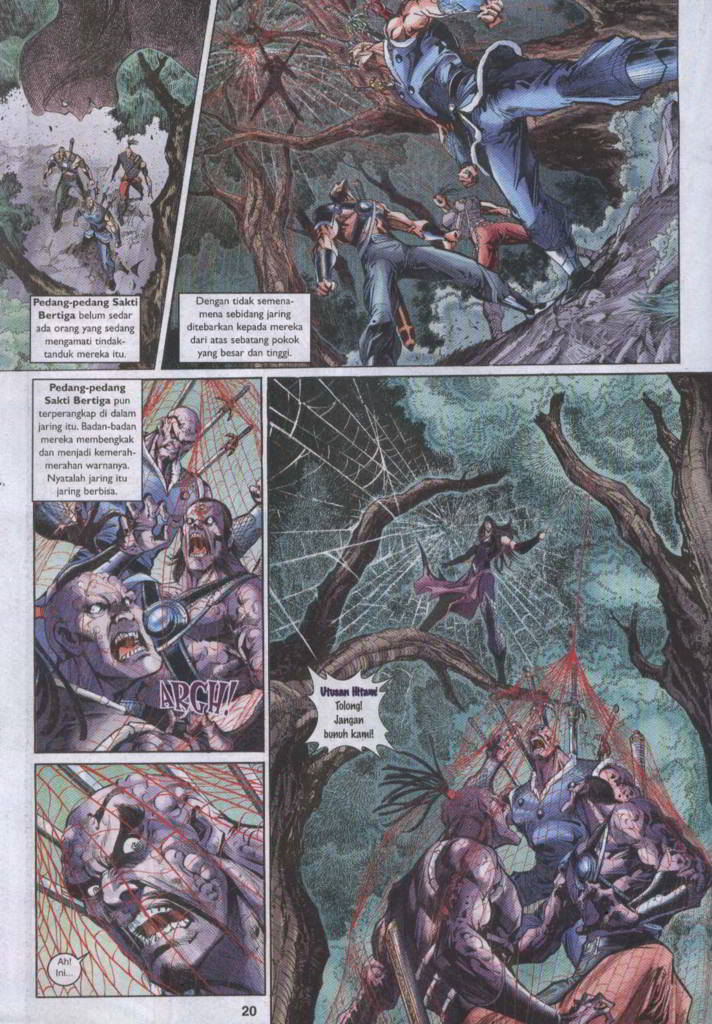 Pedang-pedang Sakti
Bertiga belum sedar
ada orang yang sedang
mengamati tindak-
tanduk mereka itu.
Dengan tidak semena-
mena sebidang jaring
ditebarkan kepada mereka
dari atas sebatang pokok
yang besar dan tinggi.
Pedang-pedang
Sakti Bertiga pun
terperangkap di dalam
jaring itu. Badan-badan
mereka membengkak
dan menjadi kemerah-
merahan warnanya.
Nyatalah jaring itu
jaring berbisa.
ARGH!
Utusan Hitam!
Tolong!
Jangan
bunuh kami!
Ah!
Ini...
20